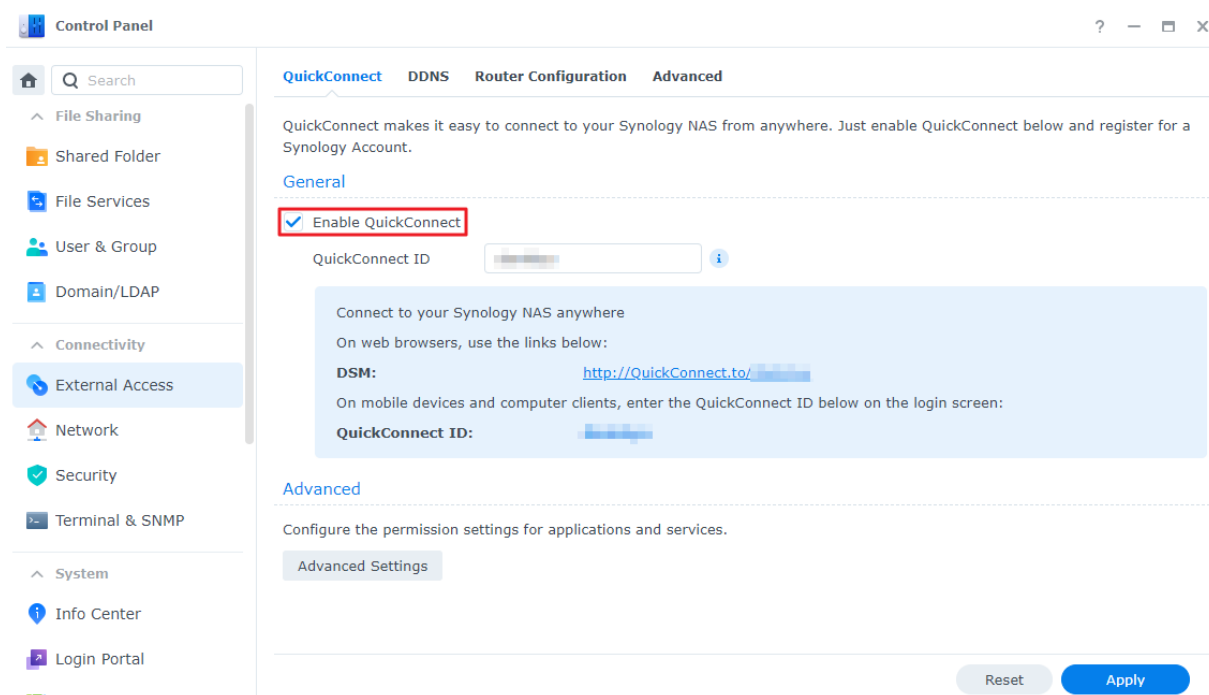 Control Panel
?
Search
File Sharing
Shared Folder
File Services
User & Group
Domain/LDAP
Connectivity
External Access
Network
Security
Terminal & SNMP
System
Info Center
Login Portal
QuickConnect DDNS Router Configuration Advanced
QuickConnect makes it easy to connect to your Synology NAS from anywhere. Just enable QuickConnect below and register for a
Synology Account.
General
Enable QuickConnect
QuickConnect ID
Connect to your Synology NAS anywhere
On web browsers, use the links below:
DSM: http://QuickConnect.to/
On mobile devices and computer clients, enter the QuickConnect ID below on the login screen:
QuickConnect ID:
Advanced
Configure the permission settings for applications and services.
Advanced Settings
Reset Apply